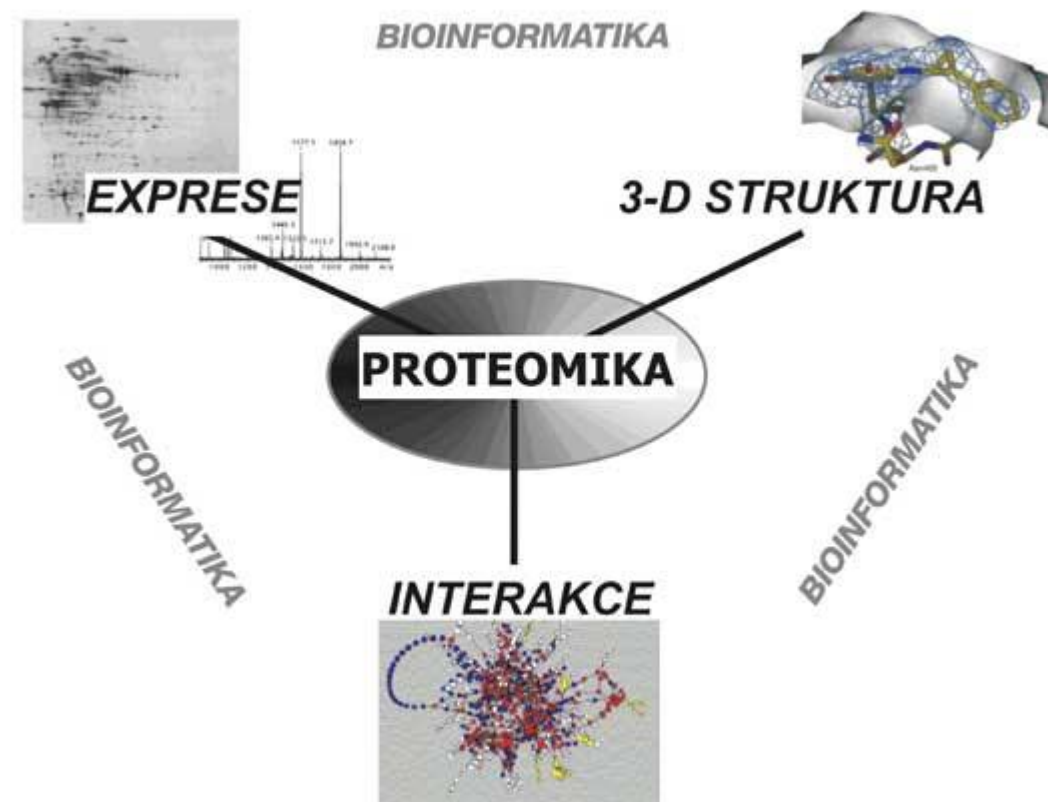 BIOINFORMATIKA
EXPRESE
3-D STRUKTURA
PROTEOMIKA
BIOINFORMATIKA
BIOINFORMATIKA
INTERAKCE